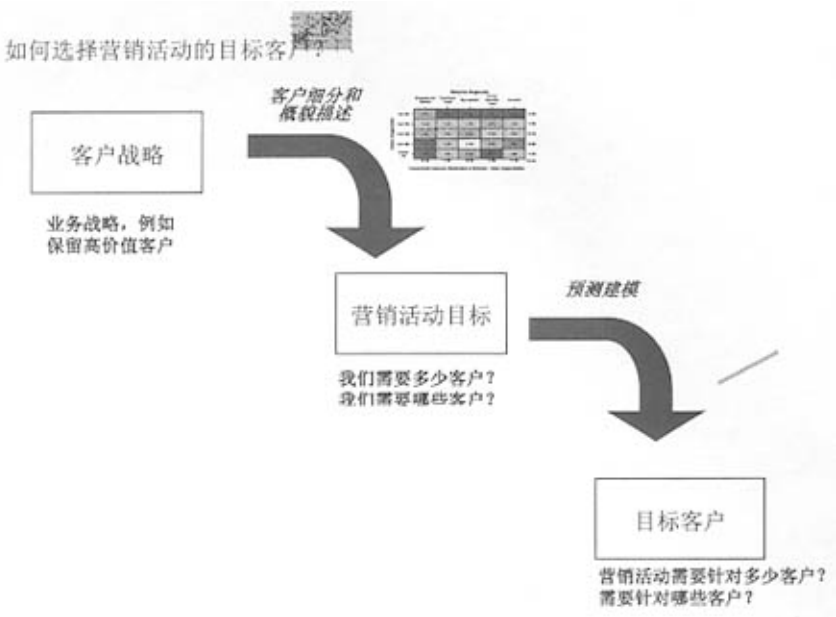 如何选择营销活动的目标客户?
客户细分和
概貌描述
客户战略
业务战略，例如
保留高价值客户
预测建模
营销活动目标
我们需要多少客户?
我们需要哪些客户?
目标客户
营销活动需要针对多少客户?
需要针对哪些客户?